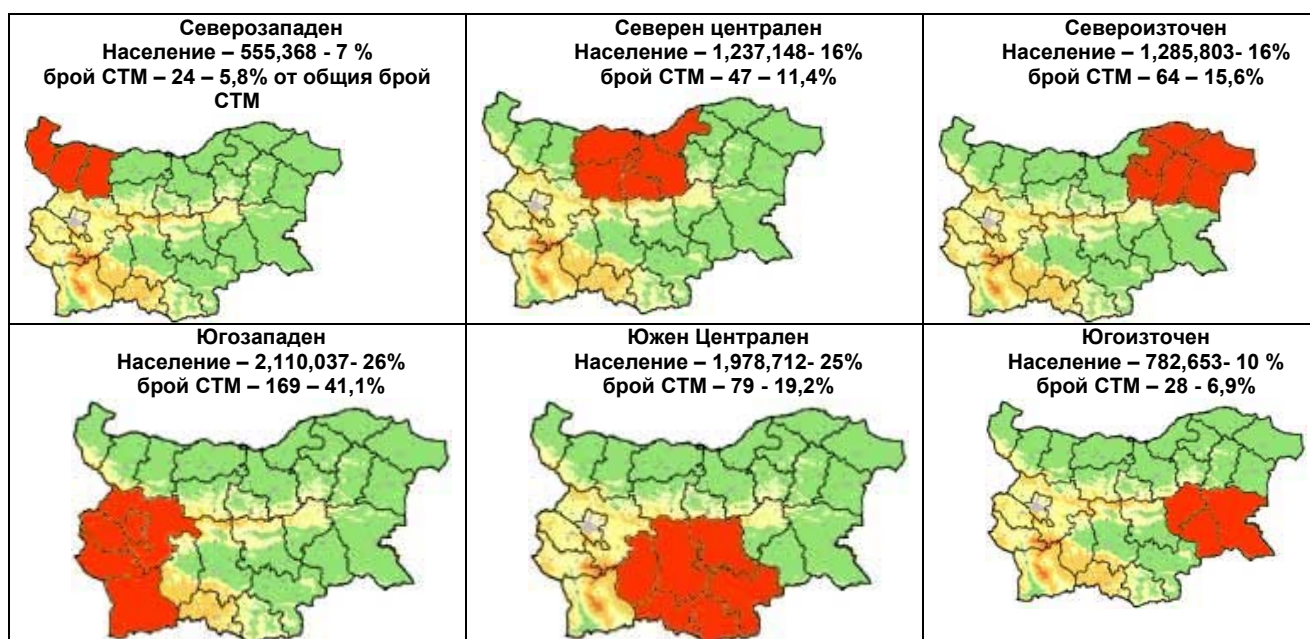 Северозападен
Население – 555,368 - 7 %
брой СТМ – 24 – 5,8% от общия брой
СТМ
Северен централен
Население – 1,237,148- 16%
брой СТМ – 47 – 11,4%
Североизточен
Население – 1,285,803- 16%
брой СТМ – 64 – 15,6%
Югозападен
Население – 2,110,037- 26%
брой СТМ – 169 – 41,1%
Южен Централен
Население – 1,978,712- 25%
брой СТМ – 79 - 19,2%
Югоизточен
Население – 782,653- 10 %
брой СТМ – 28 - 6,9%